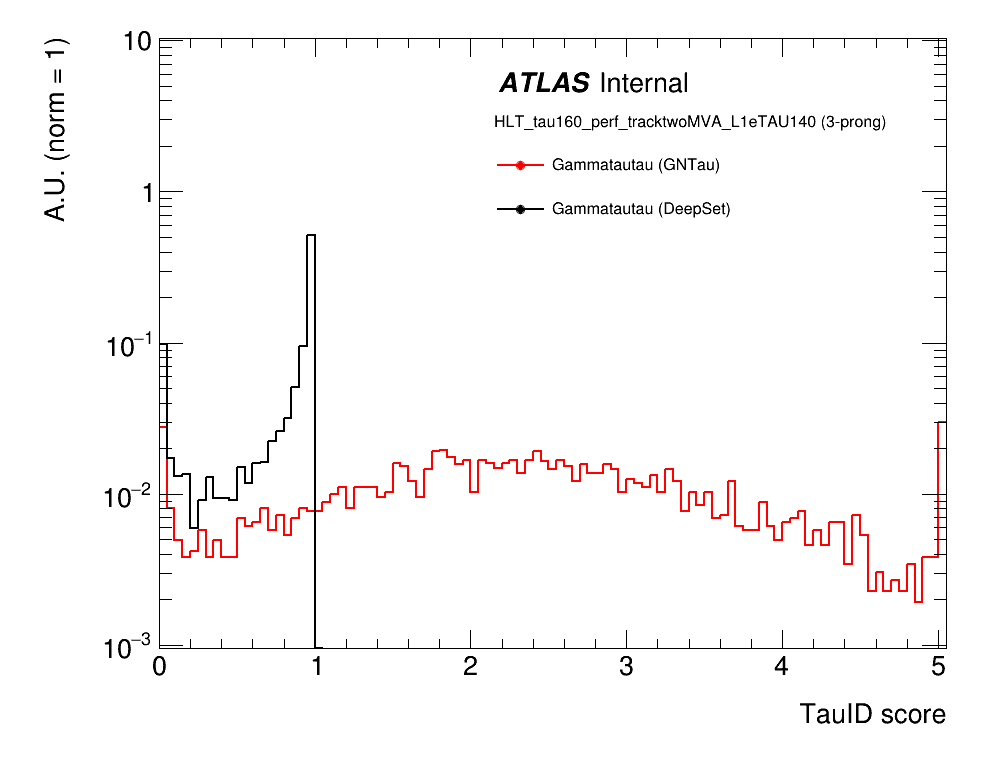 A.U. (norm = 1)
10
1
10⁻¹
10⁻²
10⁻³
ATLAS Internal
HLT_tau160_perf_tracktwoMVA_L1eTAU140 (3-prong)
Gammatautau (GNTau)
Gammatautau (DeepSet)
0 1 2 3 4 5
TauID score